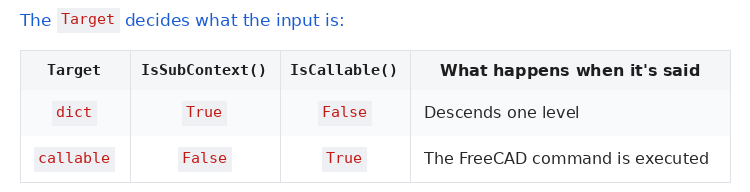 The Target decides what the input is:
Target IsSubContext() IsCallable() What happens when it's said
dict True False Descends one level
callable False True The FreeCAD command is executed